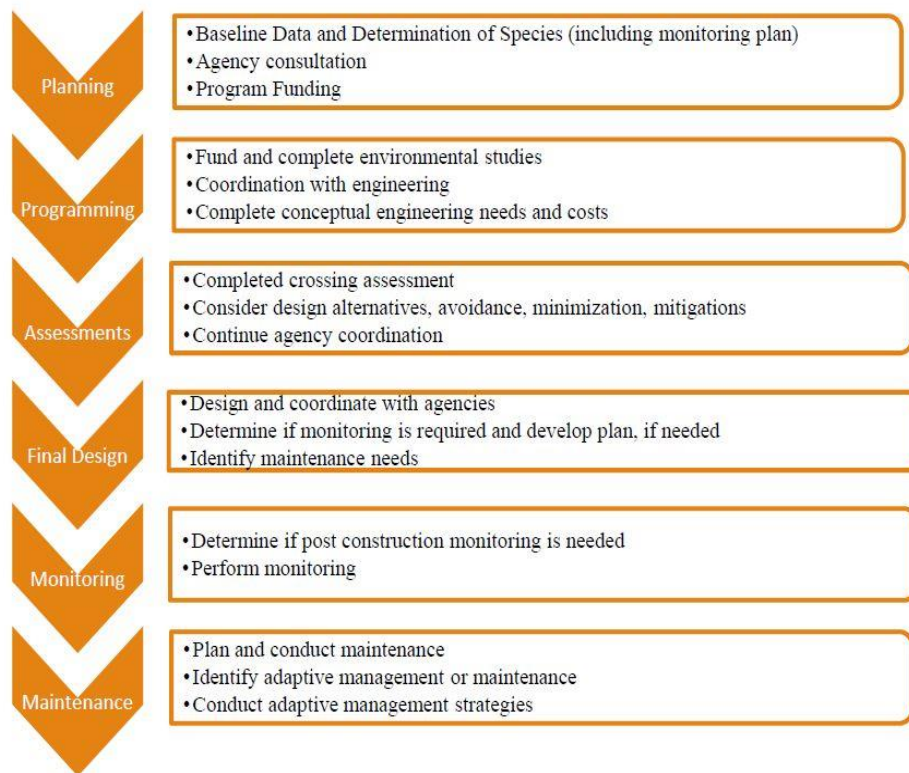 Planning
•Baseline Data and Determination of Species (including monitoring plan)
•Agency consultation
•Program Funding
Programming
•Fund and complete environmental studies
•Coordination with engineering
•Complete conceptual engineering needs and costs
Assessments
•Completed crossing assessment
•Consider design alternatives, avoidance, minimization, mitigations
•Continue agency coordination
Final Design
•Design and coordinate with agencies
•Determine if monitoring is required and develop plan, if needed
•Identify maintenance needs
Monitoring
•Determine if post construction monitoring is needed
•Perform monitoring
Maintenance
•Plan and conduct maintenance
•Identify adaptive management or maintenance
•Conduct adaptive management strategies